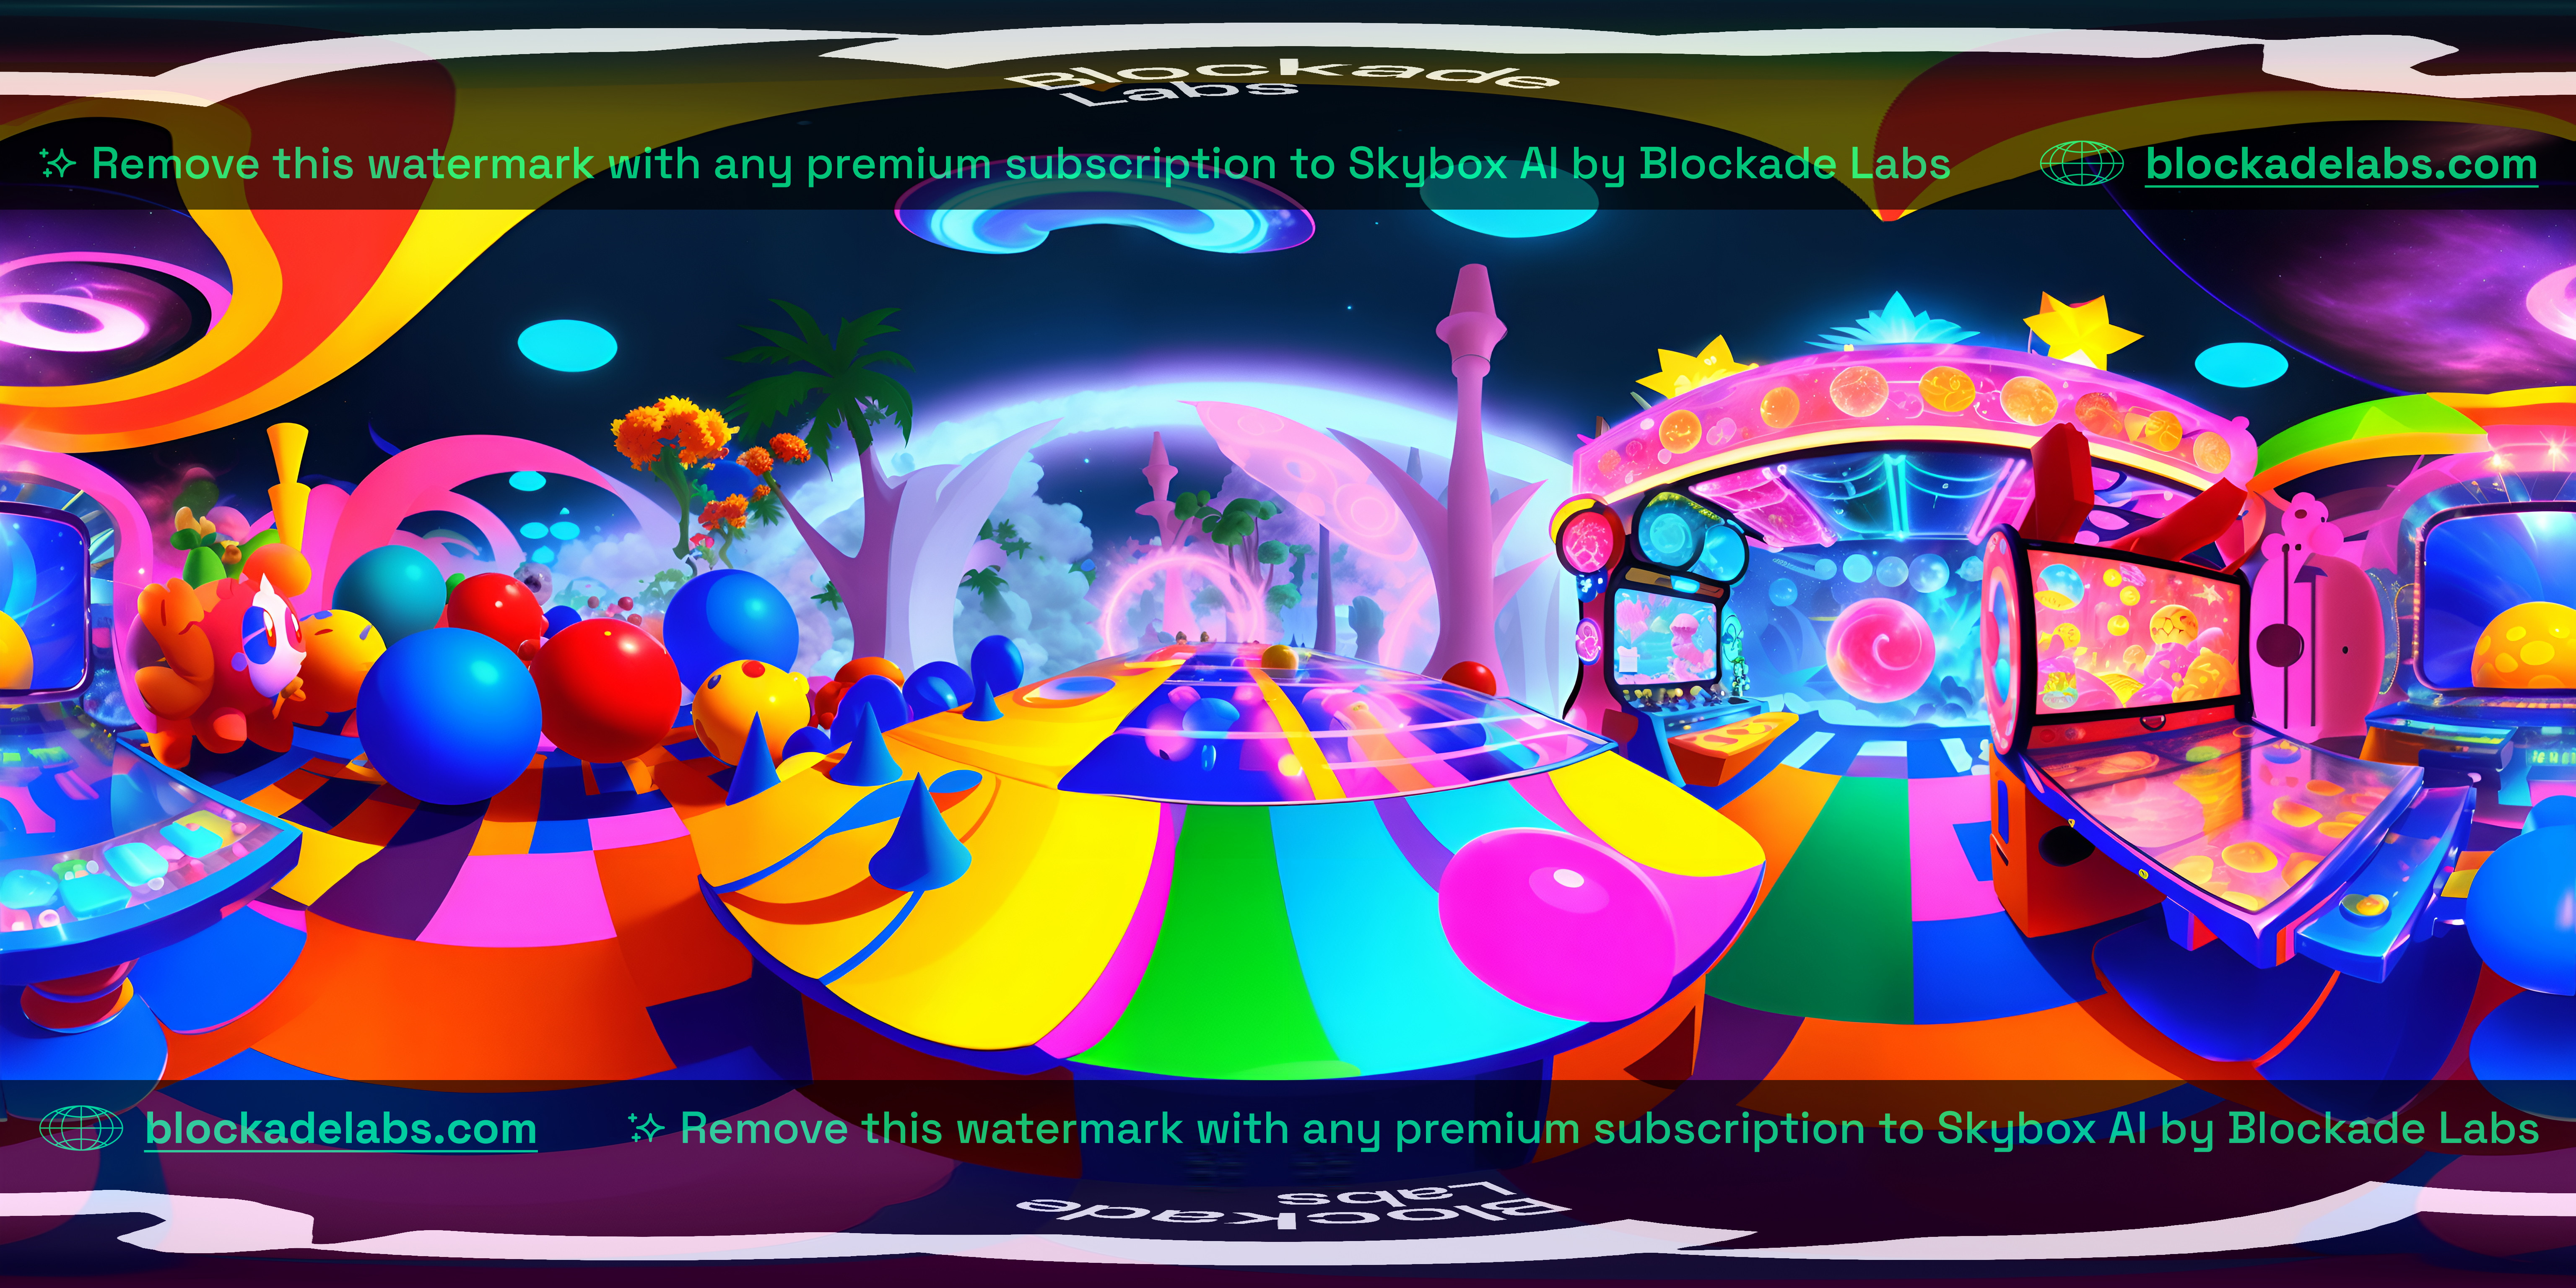 Blockade
Labs
Remove this watermark with any premium subscription to Skybox AI by Blockade Labs
blockadelabs.com
blockadelabs.com
Remove this watermark with any premium subscription to Skybox AI by Blockade Labs
Labs
Blockade